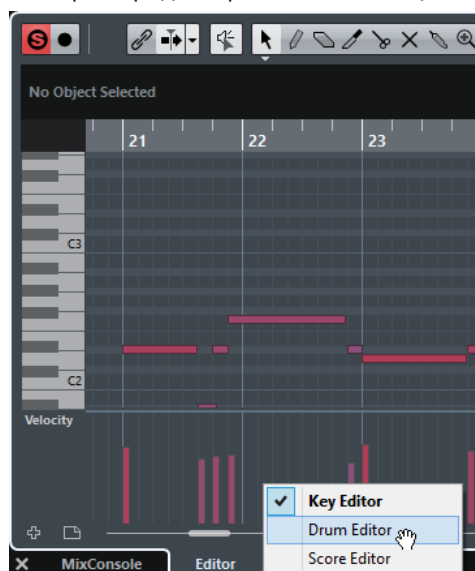 No Object Selected
21 22 23
C3
C2
Velocity
Key Editor
Drum Editor
Score Editor
MixConsole Editor